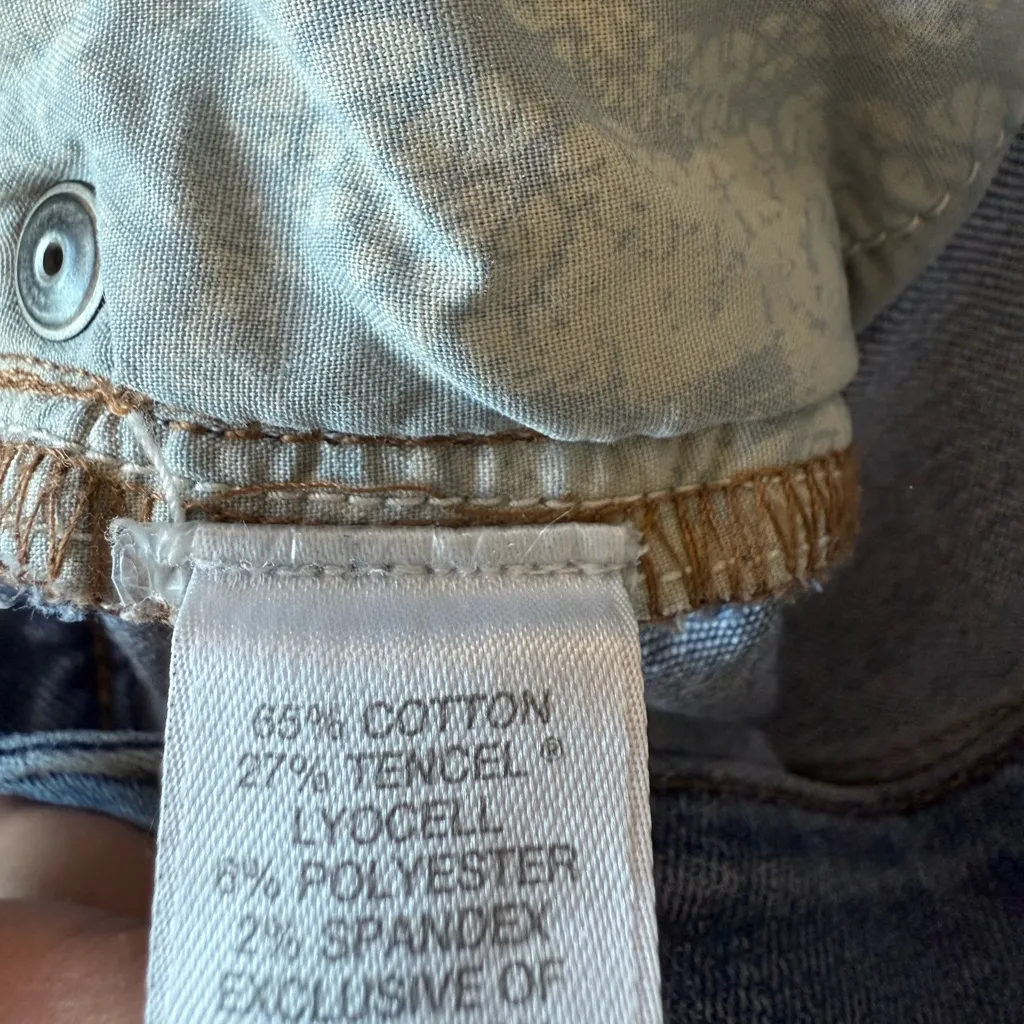 65% COTTON
27% TENCEL ®
LYOCELL
6% POLYESTER
2% SPANDEX
EXCLUSIVE OF